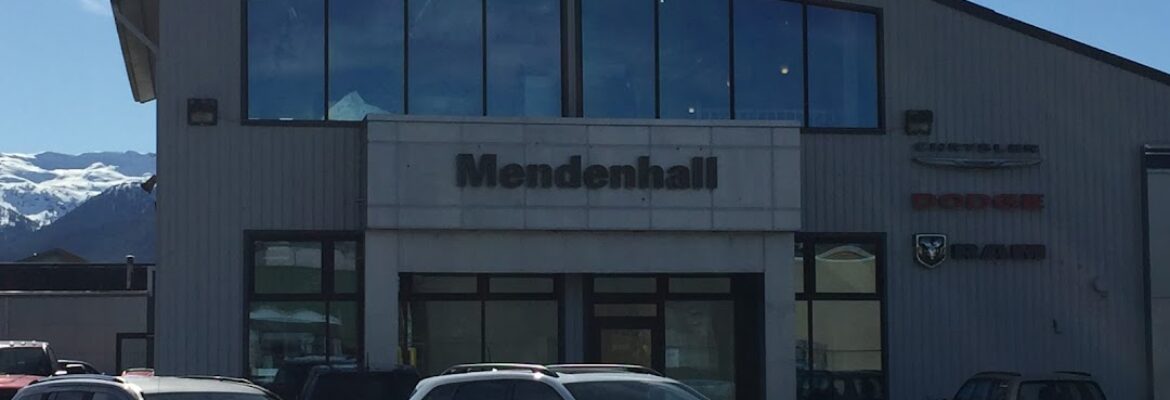 Mendenhall
CHRYSLER
DODGE
RAM